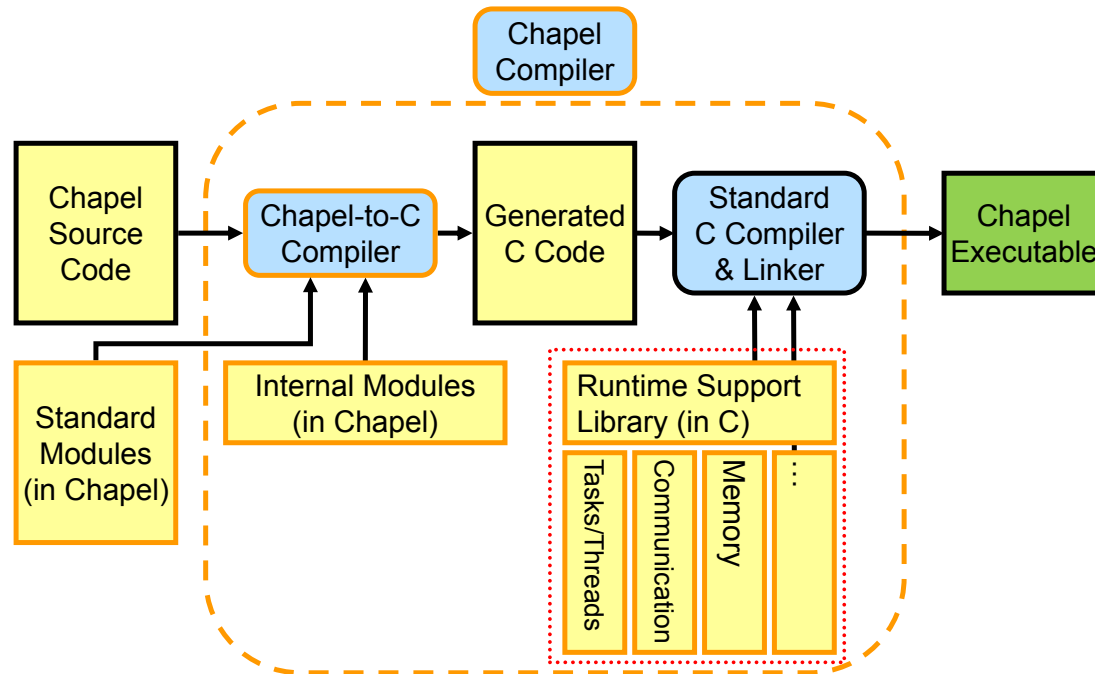 Chapel
Compiler
Chapel
Source
Code
Chapel-to-C
Compiler
Generated
C Code
Standard
C Compiler
& Linker
Chapel
Executable
Standard
Modules
(in Chapel)
Internal Modules
(in Chapel)
Runtime Support
Library (in C)
Tasks/Threads
Communication
Memory
…